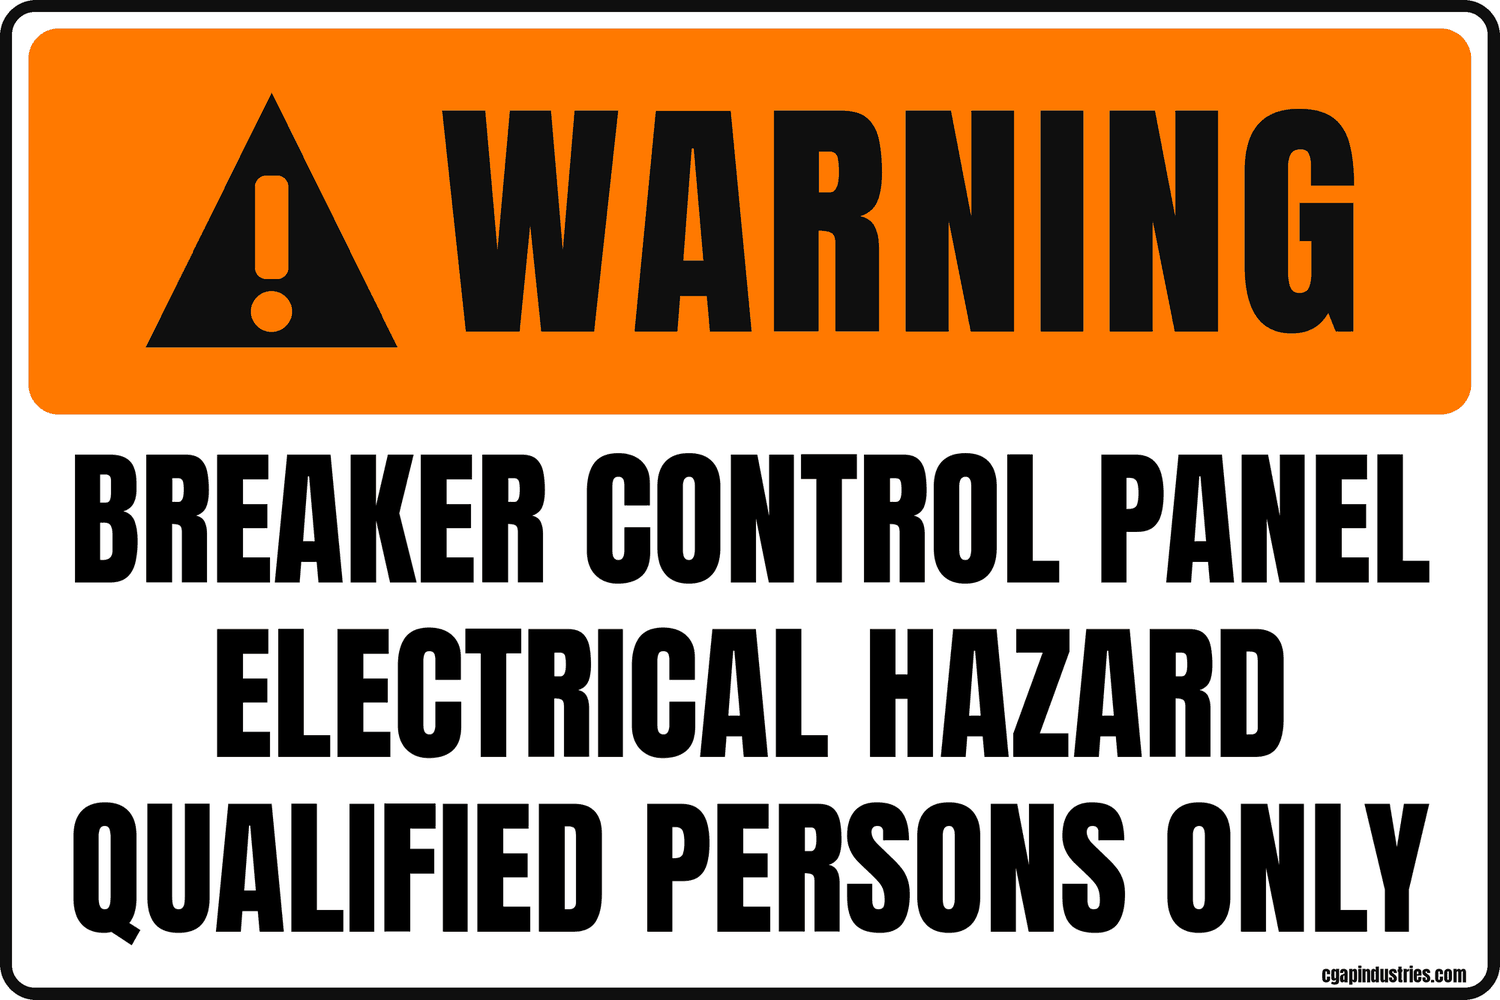 WARNING
BREAKER CONTROL PANEL
ELECTRICAL HAZARD
QUALIFIED PERSONS ONLY
cgapindustries.com